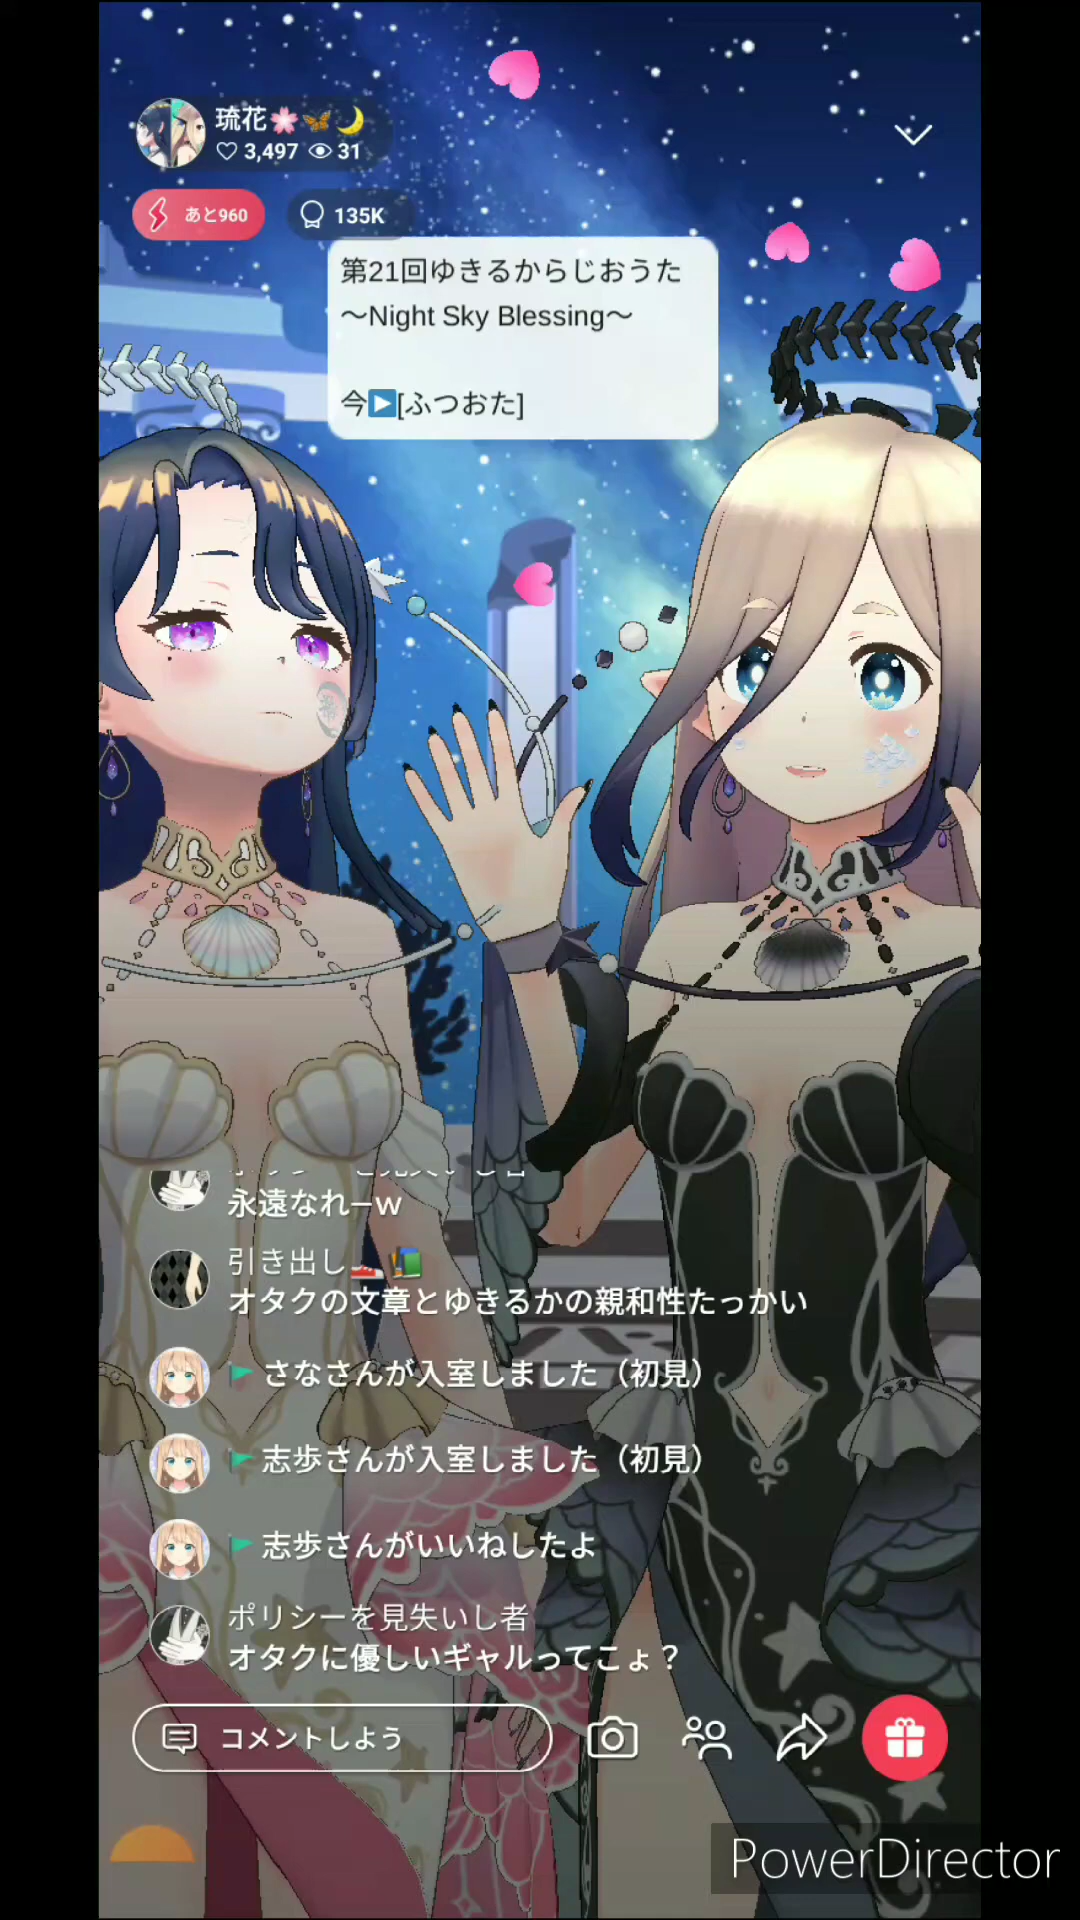 琉花🌸🦋🌙
♡ 3,497 31
あと960
135K
第21回ゆきるからじおうた
〜Night Sky Blessing〜
今▶️[ふつおた]
永遠なれーｗ
引き出し👟📚
オタクの文章とゆきるかの親和性たっかい
さなさんが入室しました（初見）
志歩さんが入室しました（初見）
志歩さんがいいねしたよ
ポリシーを見失いし者
オタクに優しいギャルってこょ？
コメントしよう
PowerDirector